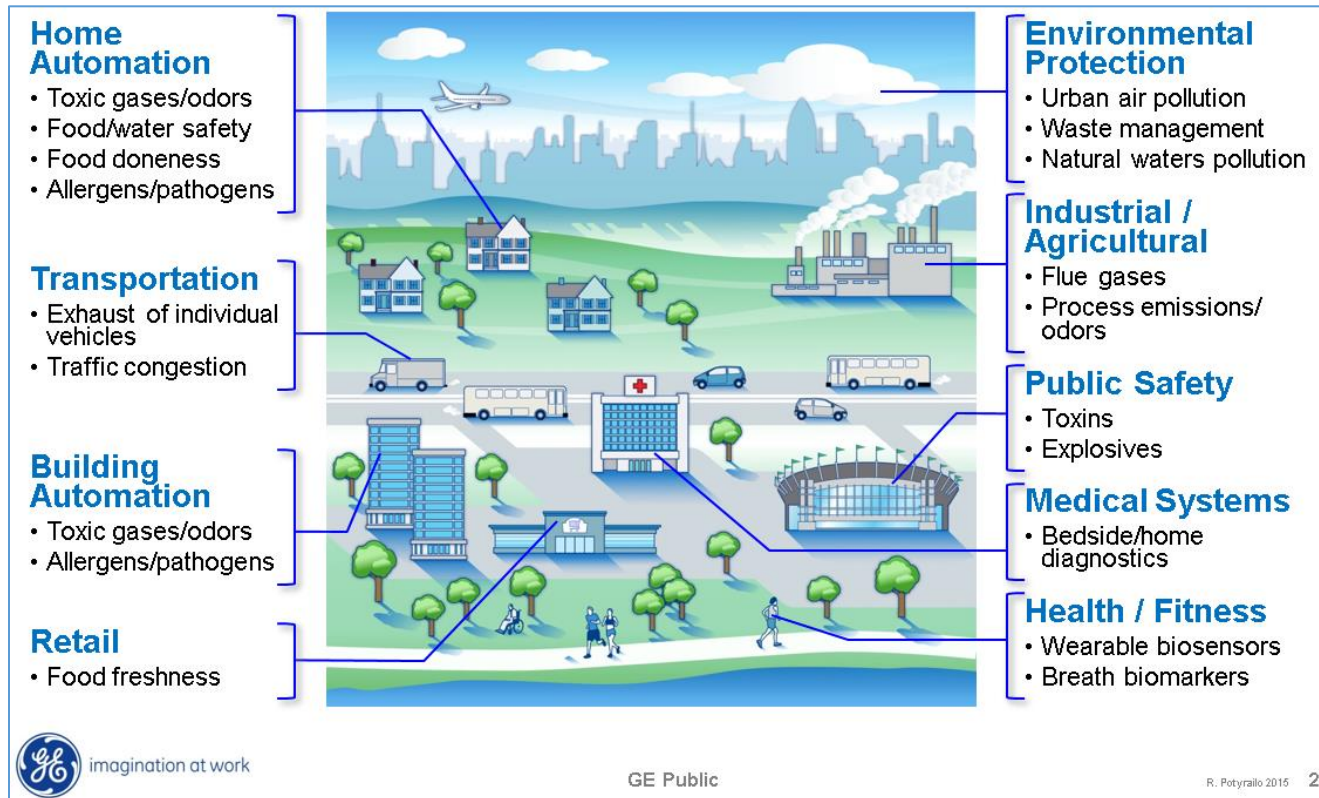 Home
Automation
• Toxic gases/odors
• Food/water safety
• Food doneness
• Allergens/pathogens
Transportation
• Exhaust of individual
vehicles
• Traffic congestion
Building
Automation
• Toxic gases/odors
• Allergens/pathogens
Retail
• Food freshness
Environmental
Protection
• Urban air pollution
• Waste management
• Natural waters pollution
Industrial /
Agricultural
• Flue gases
• Process emissions/
odors
Public Safety
• Toxins
• Explosives
Medical Systems
• Bedside/home
diagnostics
Health / Fitness
• Wearable biosensors
• Breath biomarkers
GE imagination at work
GE Public
R. Potyrailo 2015 2